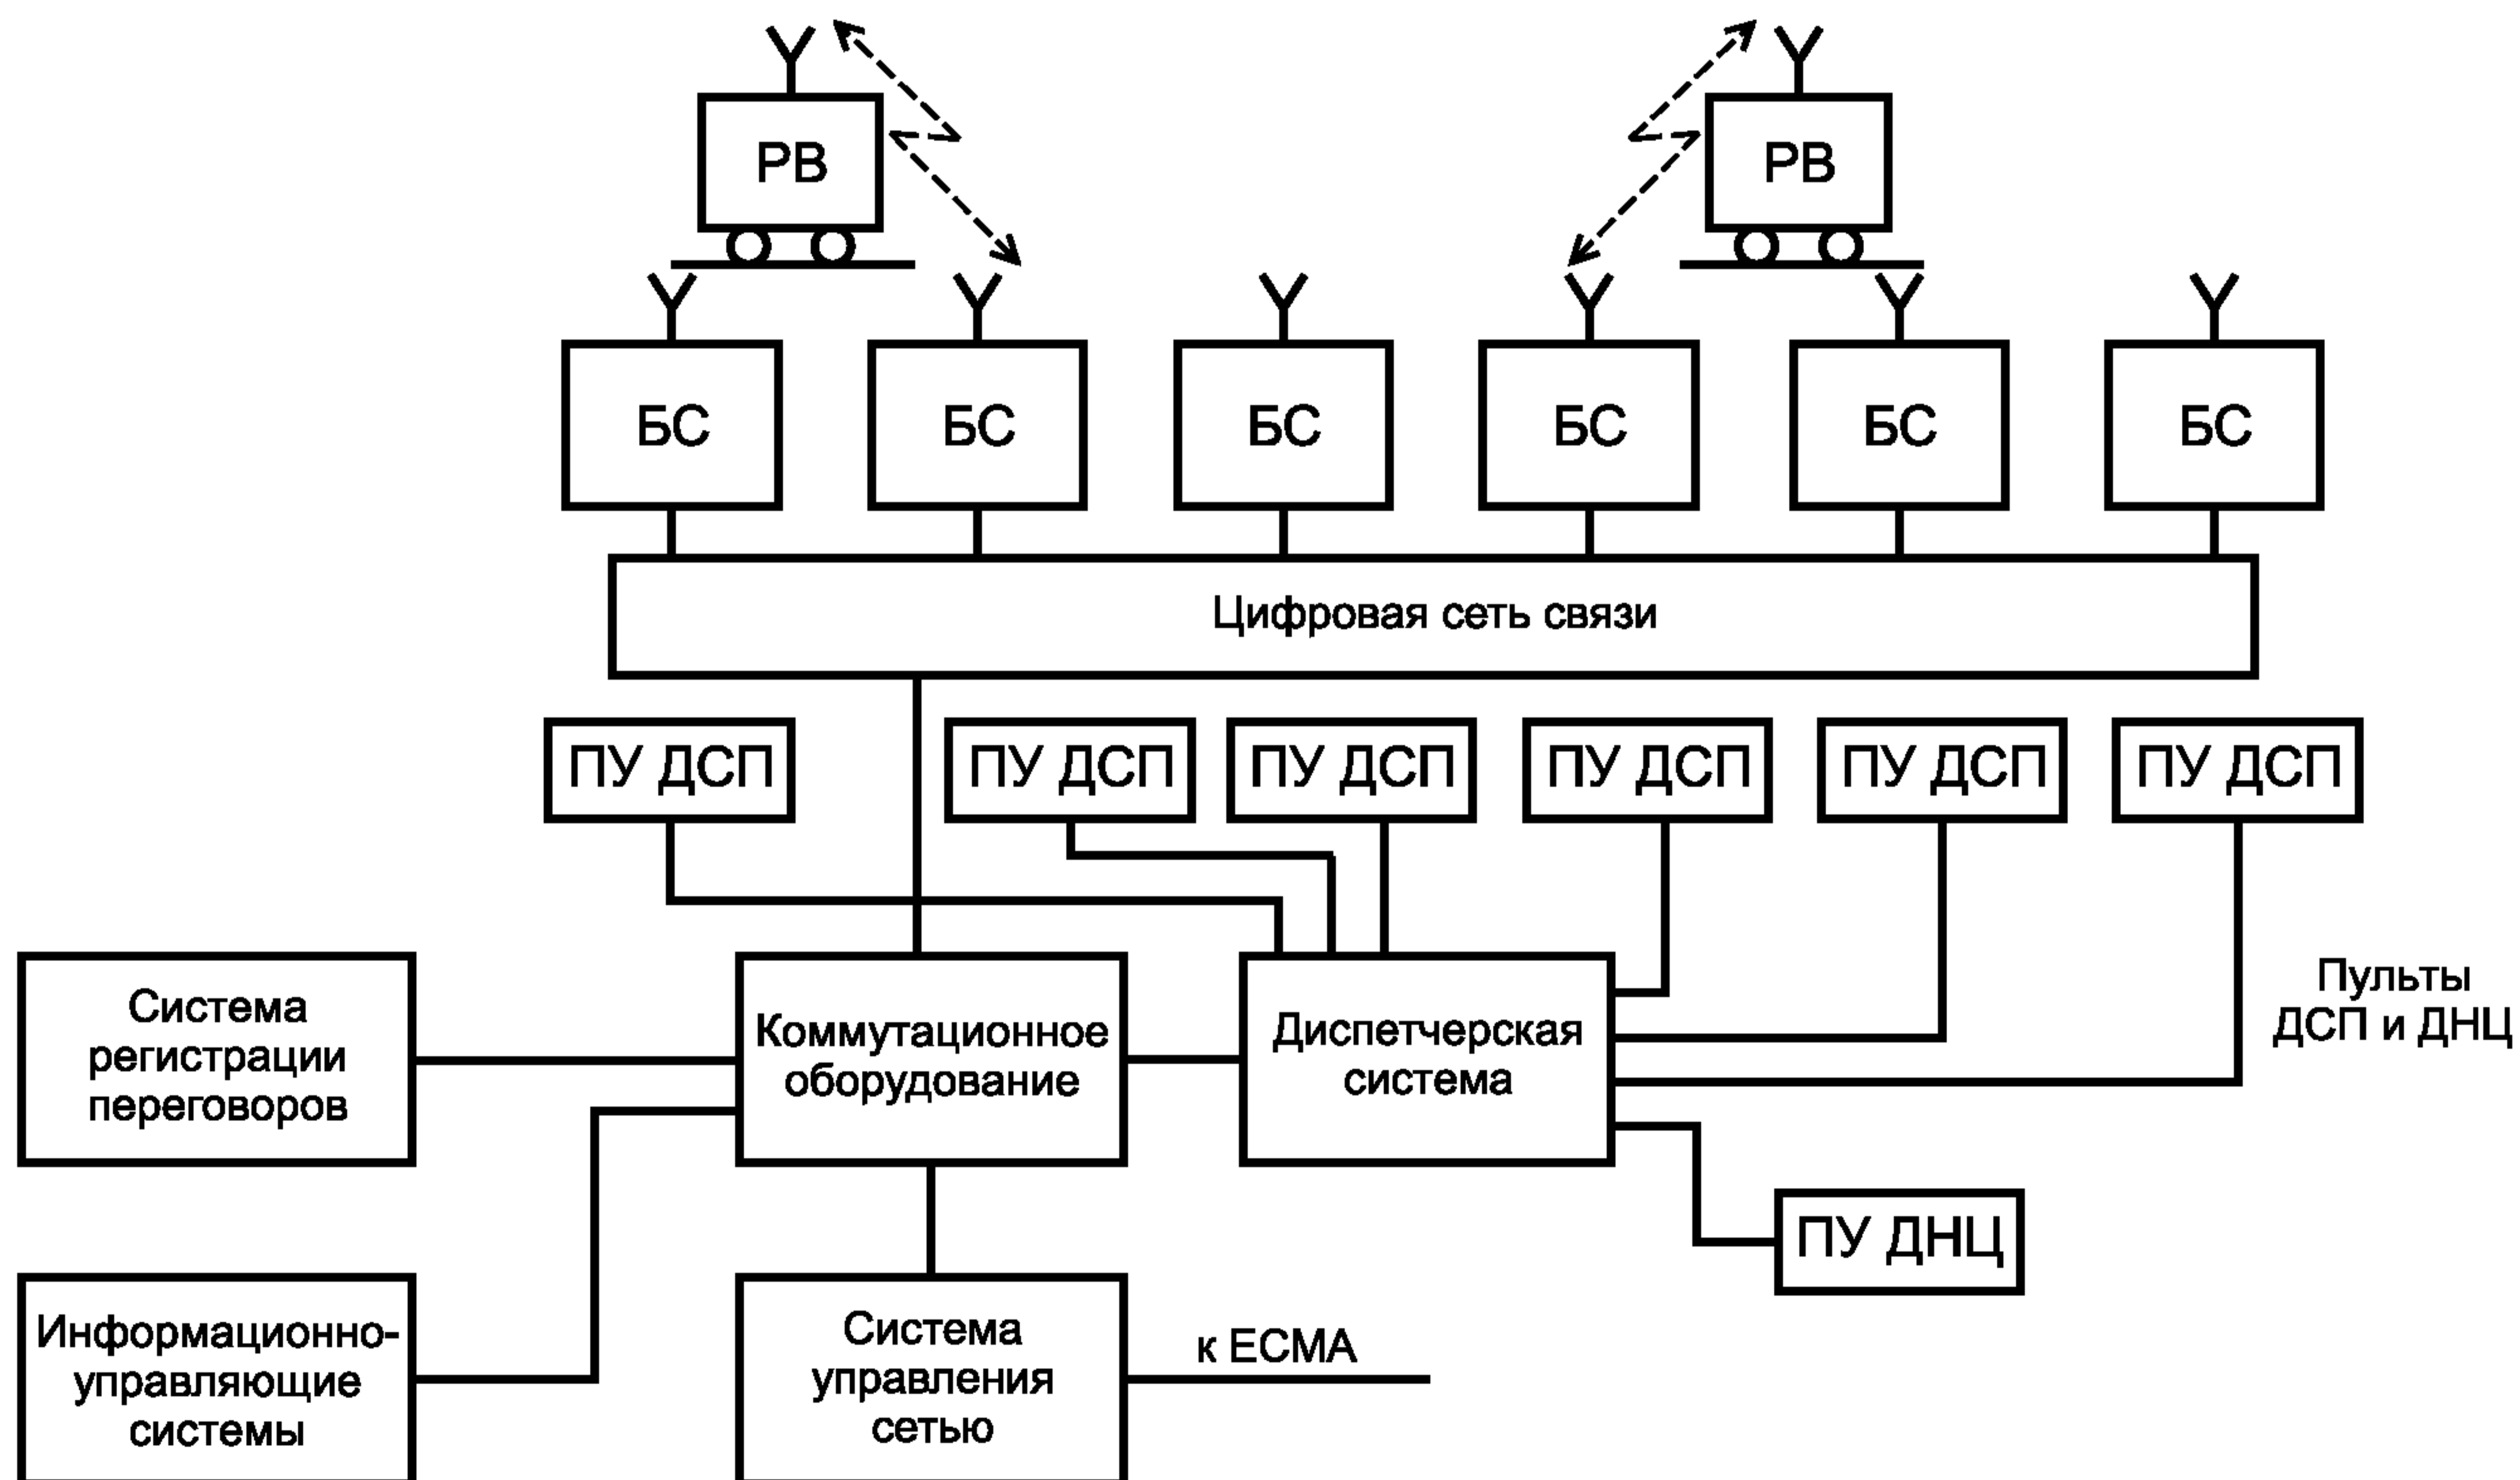 РВ
РВ
БС
БС
БС
БС
БС
БС
Цифровая сеть связи
ПУ ДСП
ПУ ДСП
ПУ ДСП
ПУ ДСП
ПУ ДСП
ПУ ДСП
Система
регистрации
переговоров
Коммутационное
оборудование
Диспетчерская
система
Пульты
ДСП и ДНЦ
ПУ ДНЦ
Информационно-
управляющие
системы
Система
управления
сетью
к ЕСМА